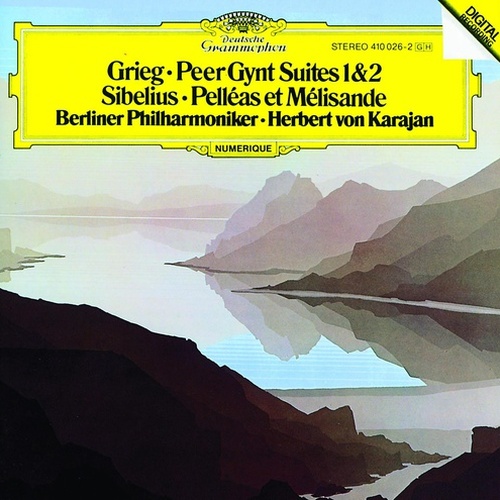 DIGITAL
RECORDING
Deutsche
Grammophon
STEREO 410 026-2 GH
Grieg · Peer Gynt Suites 1&2
Sibelius · Pelléas et Mélisande
Berliner Philharmoniker · Herbert von Karajan
NUMERIQUE